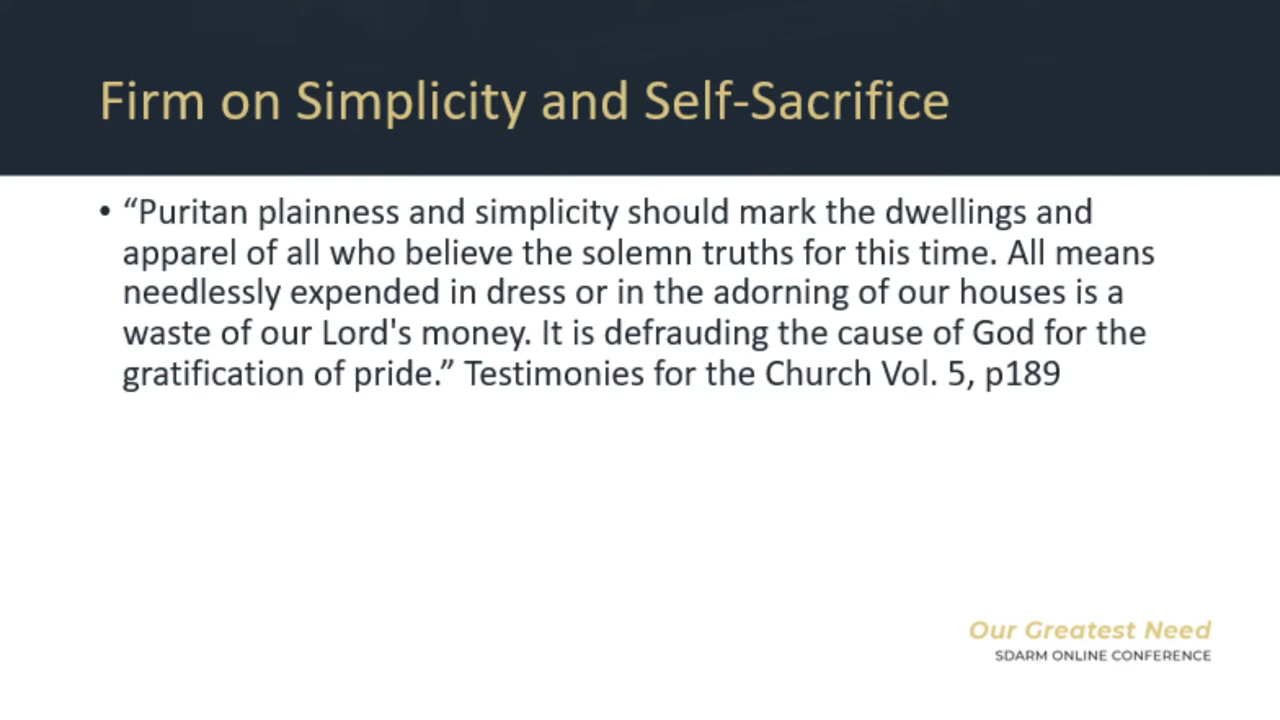 Firm on Simplicity and Self-Sacrifice
• “Puritan plainness and simplicity should mark the dwellings and
apparel of all who believe the solemn truths for this time. All means
needlessly expended in dress or in the adorning of our houses is a
waste of our Lord's money. It is defrauding the cause of God for the
gratification of pride.” Testimonies for the Church Vol. 5, p189
Our Greatest Need
SDARM ONLINE CONFERENCE